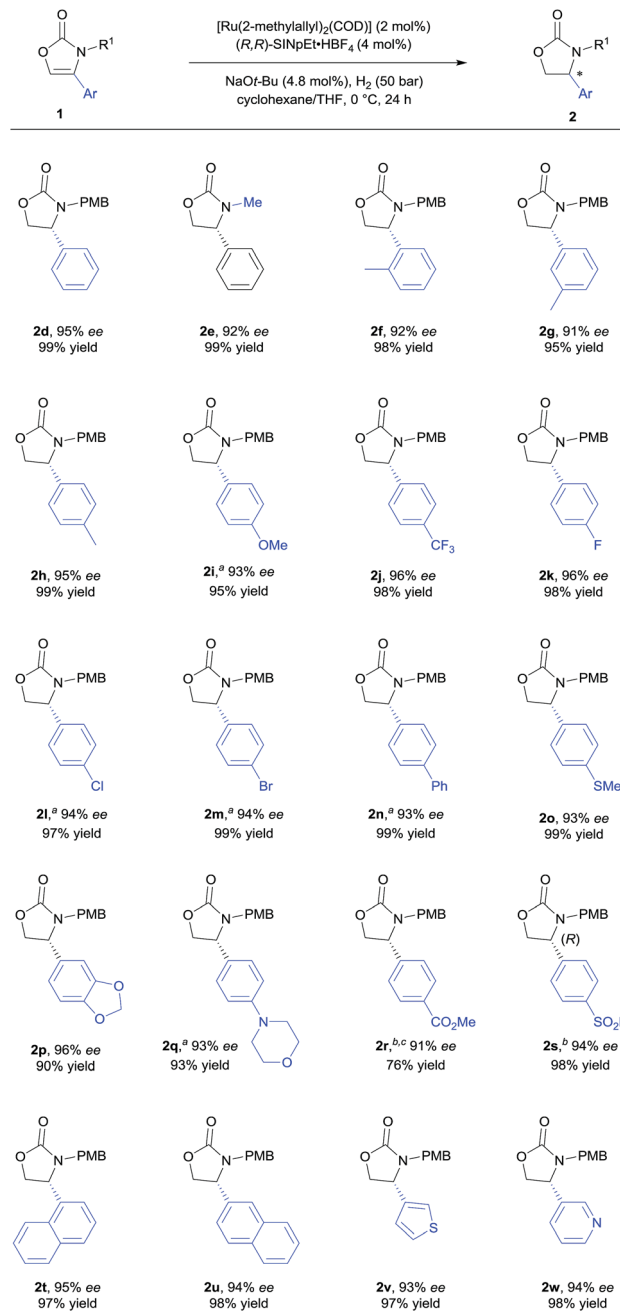 [Ru(2-methylallyl)₂(COD)] (2 mol%)
(R,R)-SINpEt•HBF₄ (4 mol%)
NaOt-Bu (4.8 mol%), H₂ (50 bar)
cyclohexane/THF, 0 °C, 24 h
O
O
N
R¹
Ar
1
O
O
N
R¹
*
Ar
2
O
O
N
PMB
2d, 95% ee
99% yield
O
O
N
Me
2e, 92% ee
99% yield
O
O
N
PMB
2f, 92% ee
98% yield
O
O
N
PMB
2g, 91% ee
95% yield
O
O
N
PMB
2h, 95% ee
99% yield
O
O
N
PMB
OMe
2i,ᵃ 93% ee
95% yield
O
O
N
PMB
CF₃
2j, 96% ee
98% yield
O
O
N
PMB
F
2k, 96% ee
98% yield
O
O
N
PMB
Cl
2l,ᵃ 94% ee
97% yield
O
O
N
PMB
Br
2m,ᵃ 94% ee
99% yield
O
O
N
PMB
Ph
2n,ᵃ 93% ee
99% yield
O
O
N
PMB
SMe
2o, 93% ee
99% yield
O
O
N
PMB
O
O
2p, 96% ee
90% yield
O
O
N
PMB
N
O
2q,ᵃ 93% ee
93% yield
O
O
N
PMB
CO₂Me
2r,ᵇ,ᶜ 91% ee
76% yield
O
O
N
PMB
(R)
2s,ᵇ 94% ee
98% yield
O
O
N
PMB
2t, 95% ee
97% yield
O
O
N
PMB
2u, 94% ee
98% yield
O
O
N
PMB
S
2v, 93% ee
97% yield
O
O
N
PMB
N
2w, 94% ee
98% yield